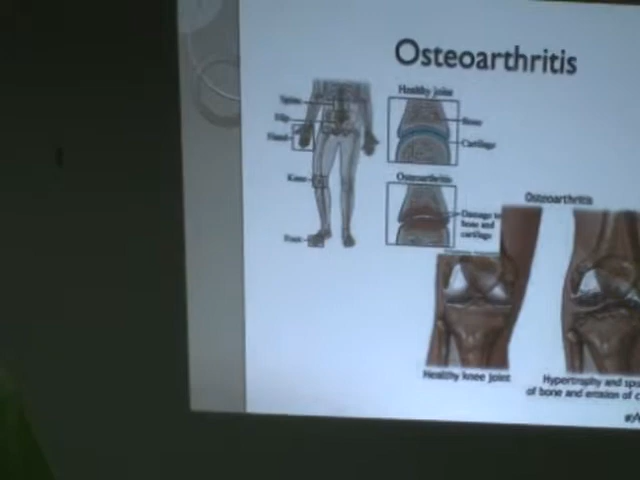 Osteoarthritis
Healthy joint
Spine
Hip
Bone
Hand
Cartilage
Knee
Osteoarthritis
Damage to
bone and
cartilage
Foot
Osteoarthritis
Healthy knee joint
Hypertrophy and
of bone and erosion of